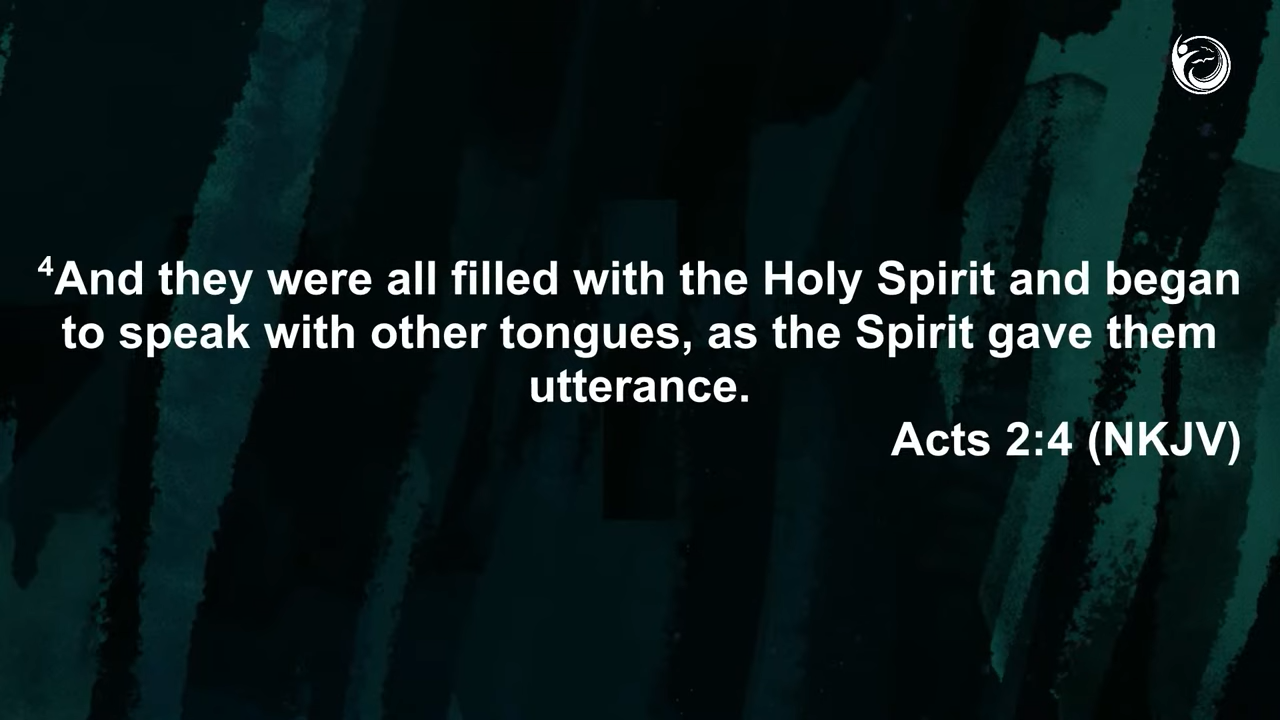 ⁴And they were all filled with the Holy Spirit and began
to speak with other tongues, as the Spirit gave them
utterance.
Acts 2:4 (NKJV)